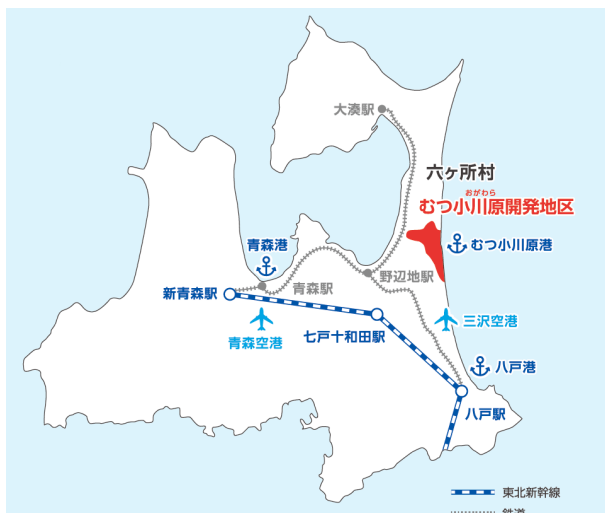 大湊駅
六ヶ所村
おがわら
むつ小川原開発地区
青森港
むつ小川原港
野辺地駅
青森駅
新青森駅
三沢空港
七戸十和田駅
青森空港
八戸港
八戸駅
東北新幹線
鉄道